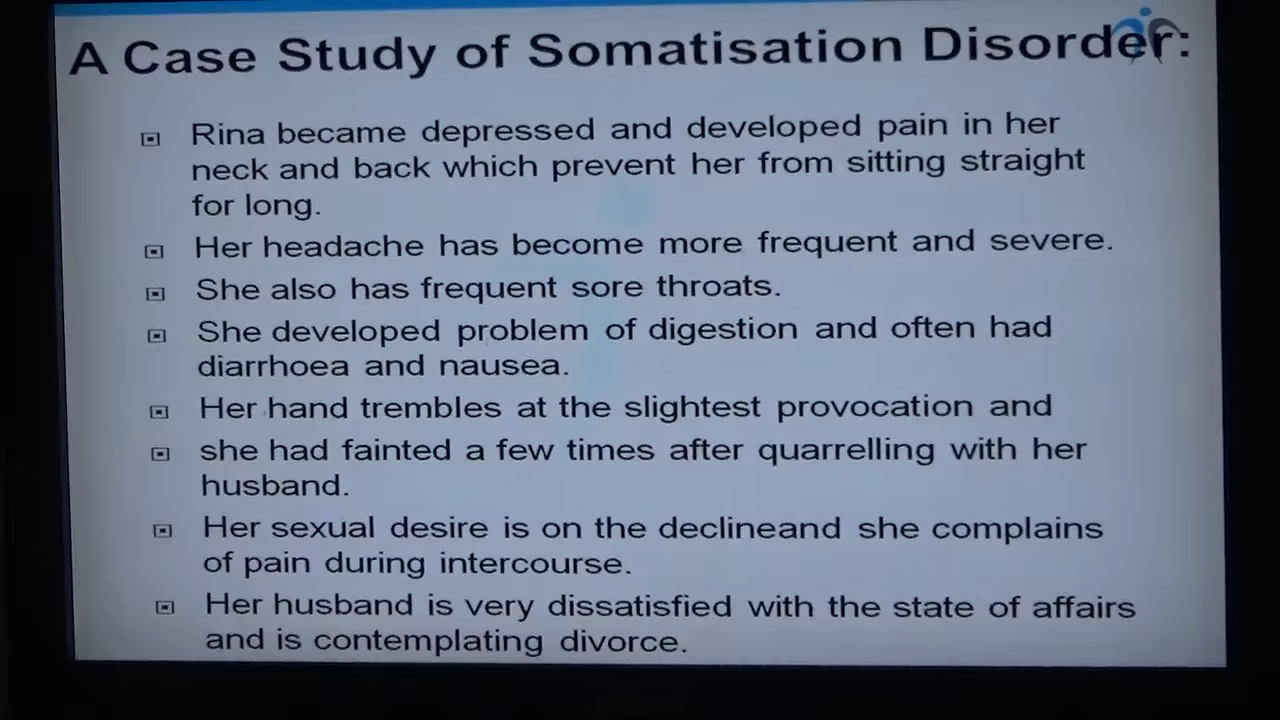 A Case Study of Somatisation Disorder:
Rina became depressed and developed pain in her
neck and back which prevent her from sitting straight
for long.
Her headache has become more frequent and severe.
She also has frequent sore throats.
She developed problem of digestion and often had
diarrhoea and nausea.
Her hand trembles at the slightest provocation and
she had fainted a few times after quarrelling with her
husband.
Her sexual desire is on the declineand she complains
of pain during intercourse.
Her husband is very dissatisfied with the state of affairs
and is contemplating divorce.